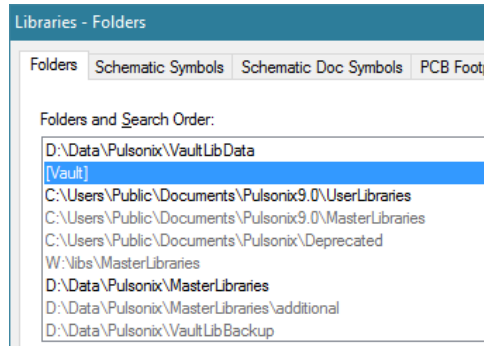 Libraries - Folders
Folders Schematic Symbols Schematic Doc Symbols PCB Footp
Folders and Search Order:
D:\Data\Pulsonix\VaultLibData
[Vault]
C:\Users\Public\Documents\Pulsonix9.0\UserLibraries
C:\Users\Public\Documents\Pulsonix9.0\MasterLibraries
C:\Users\Public\Documents\Pulsonix\Deprecated
W:\libs\MasterLibraries
D:\Data\Pulsonix\MasterLibraries
D:\Data\Pulsonix\MasterLibraries\additional
D:\Data\Pulsonix\VaultLibBackup